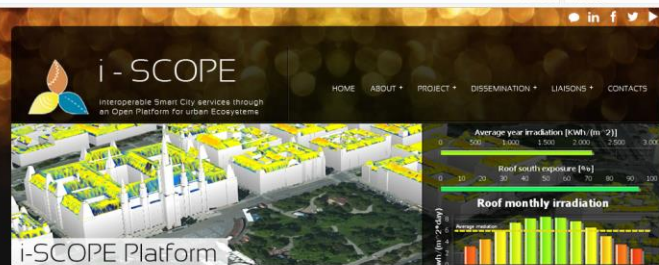 i - SCOPE
Interoperable Smart City services through
an Open Platform for urban Ecosystems
HOME ABOUT + PROJECT + DISSEMINATION + LIAISONS + CONTACTS
Average year irradiation [KWh/(m^2)]
0 500 1.000 1.500 2.000 2.500 3.000
Roof south exposure [%]
0 10 20 30 40 50 60 70 80 90 100
Roof monthly irradiation
Average irradiation
i-SCOPE Platform